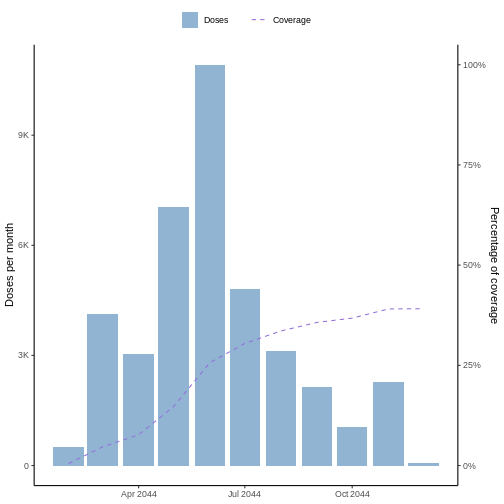 Doses
Coverage
Doses per month
9K
6K
3K
0
100%
75%
50%
25%
0%
Percentage of coverage
Apr 2044
Jul 2044
Oct 2044